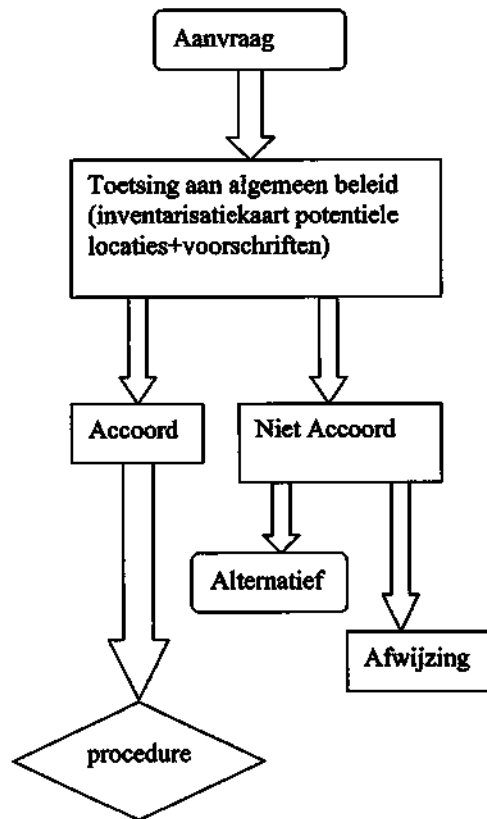 Aanvraag
Toetsing aan algemeen beleid
(inventarisatiekaart potentiele
locaties+voorschriften)
Accoord
Niet Accoord
Alternatief
Afwijzing
procedure